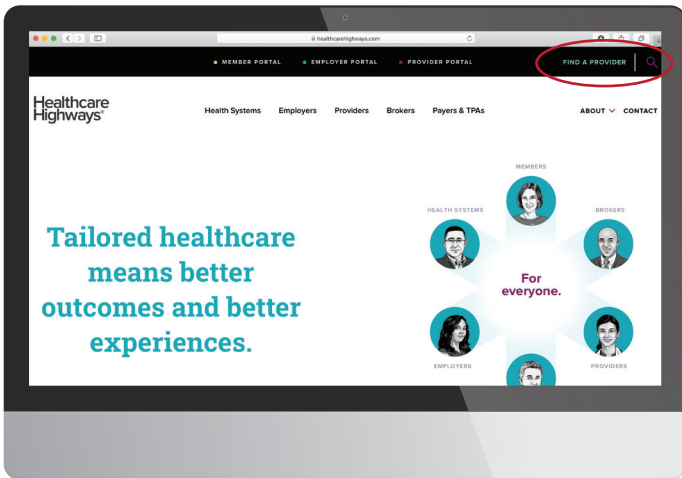 healthcarehighways.com
MEMBER PORTAL
EMPLOYER PORTAL
PROVIDER PORTAL
FIND A PROVIDER
Healthcare
Highways®
Health Systems
Employers
Providers
Brokers
Payers & TPAs
ABOUT
CONTACT
MEMBERS
HEALTH SYSTEMS
BROKERS
Tailored healthcare
means better
outcomes and better
experiences.
For
everyone.
EMPLOYERS
PROVIDERS